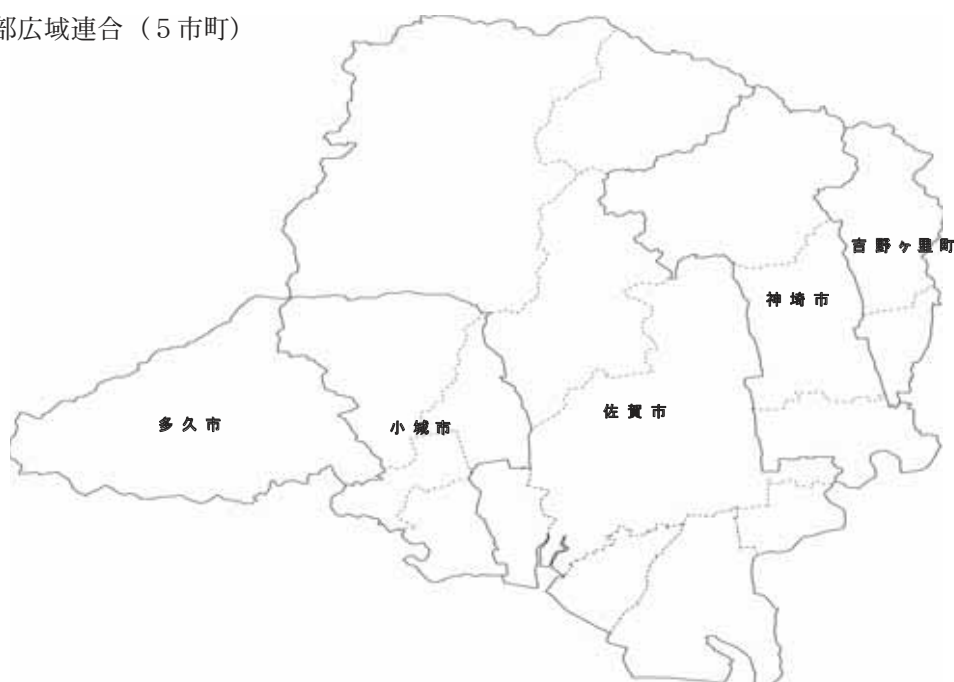 部広域連合（５市町）
吉野ヶ里町
神埼市
佐賀市
多久市
小城市